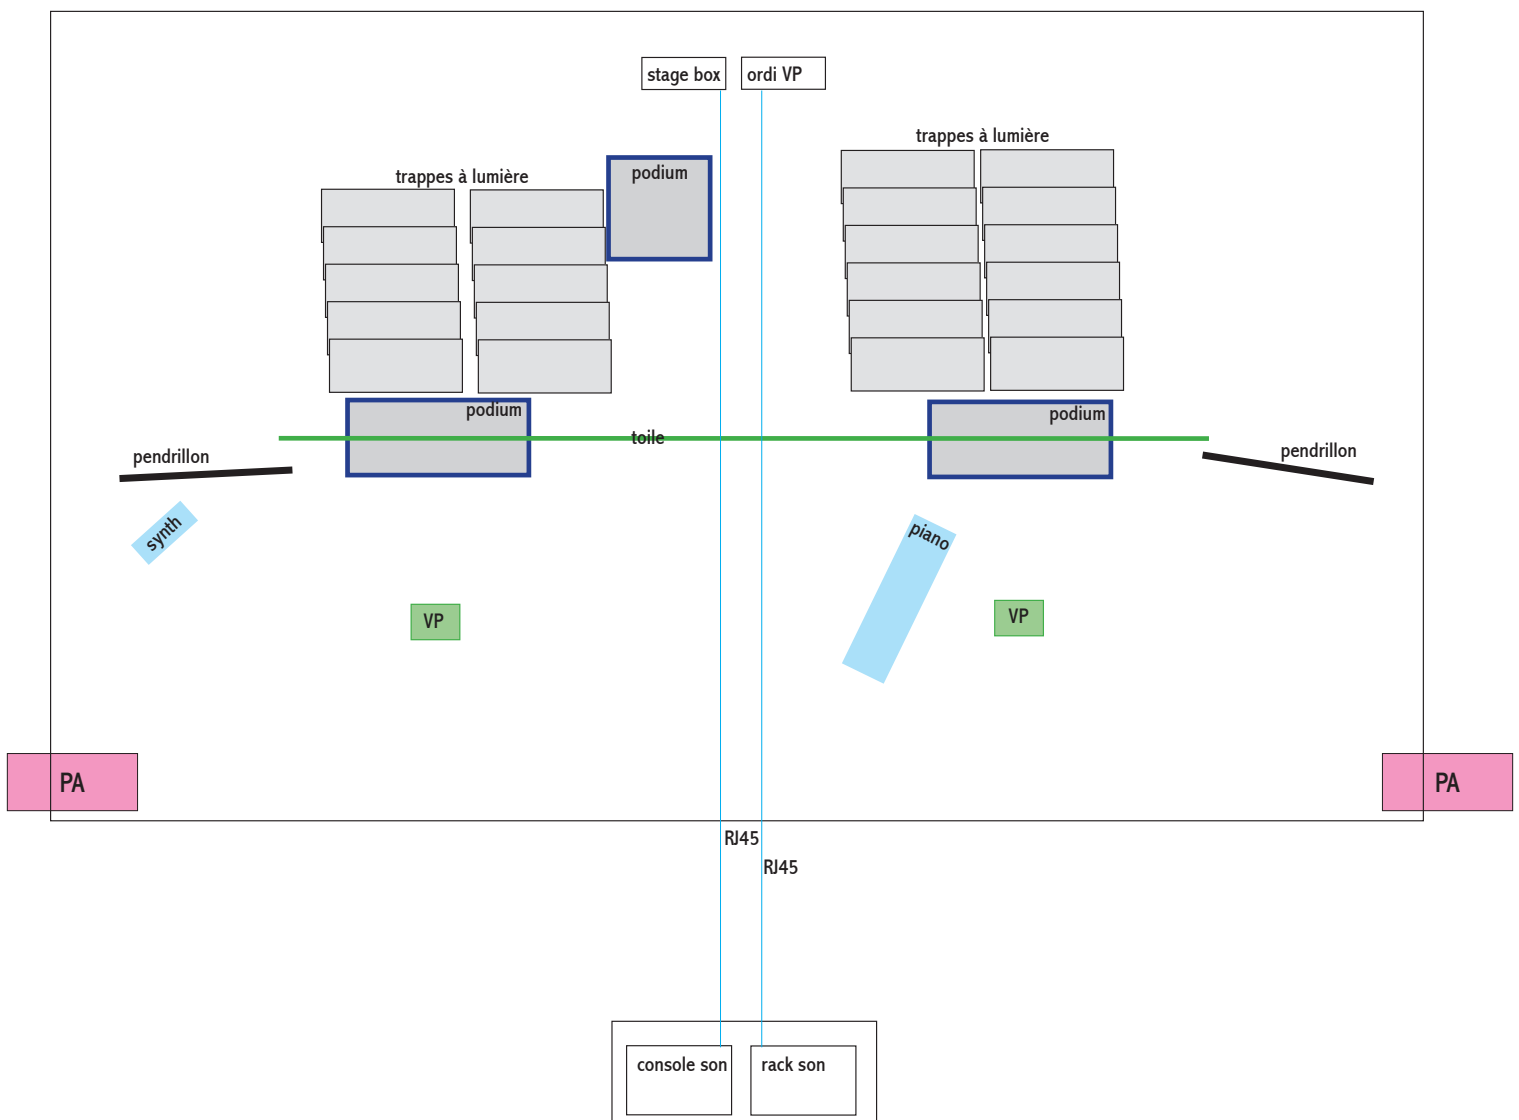 stage box
ordi VP
trappes à lumière
trappes à lumière
podium
podium
podium
toile
pendrillon
pendrillon
synth
piano
VP
VP
PA
PA
RJ45
RJ45
console son
rack son